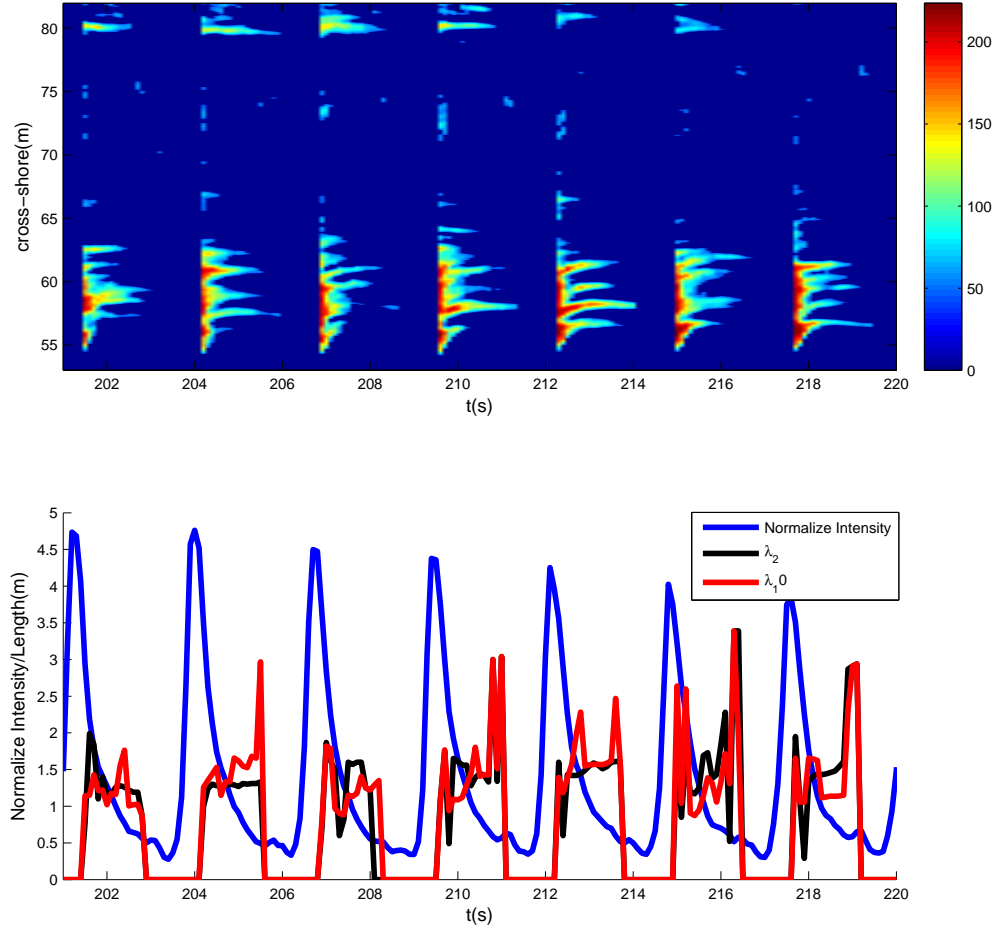 80
75
70
65
60
55
cross-shore(m)
202 204 206 208 210 212 214 216 218 220
t(s)
200
150
100
50
0
5
4.5
4
3.5
3
2.5
2
1.5
1
0.5
0
Normalize Intensity/Length(m)
Normalize Intensity
λ2
λ10
202 204 206 208 210 212 214 216 218 220
t(s)